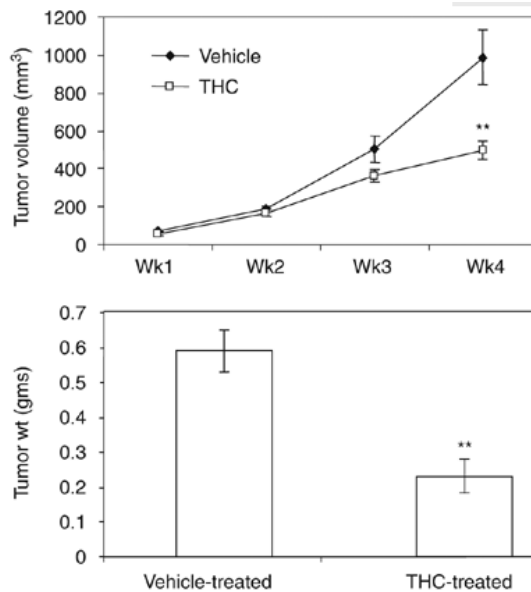 1200
1000
800
600
400
200
0
Tumor volume (mm³)
Vehicle
THC
**
Wk1 Wk2 Wk3 Wk4
0.7
0.6
0.5
0.4
0.3
0.2
0.1
0
Tumor wt (gms)
**
Vehicle-treated THC-treated